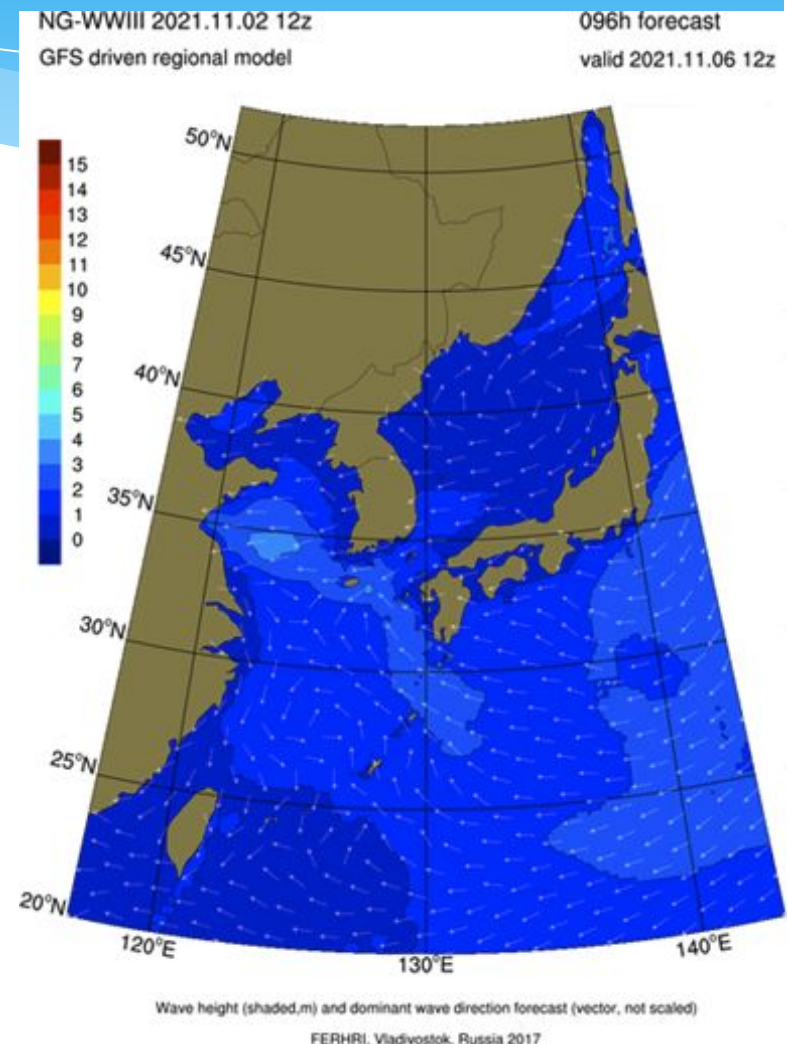 NG-WWIII 2021.11.02 12z
096h forecast
GFS driven regional model
valid 2021.11.06 12z
50°N
45°N
40°N
35°N
30°N
25°N
20°N
15
14
13
12
11
10
9
8
7
6
5
4
3
2
1
0
120°E
130°E
140°E
Wave height (shaded,m) and dominant wave direction forecast (vector, not scaled)
FERHRI, Vladivostok, Russia 2017